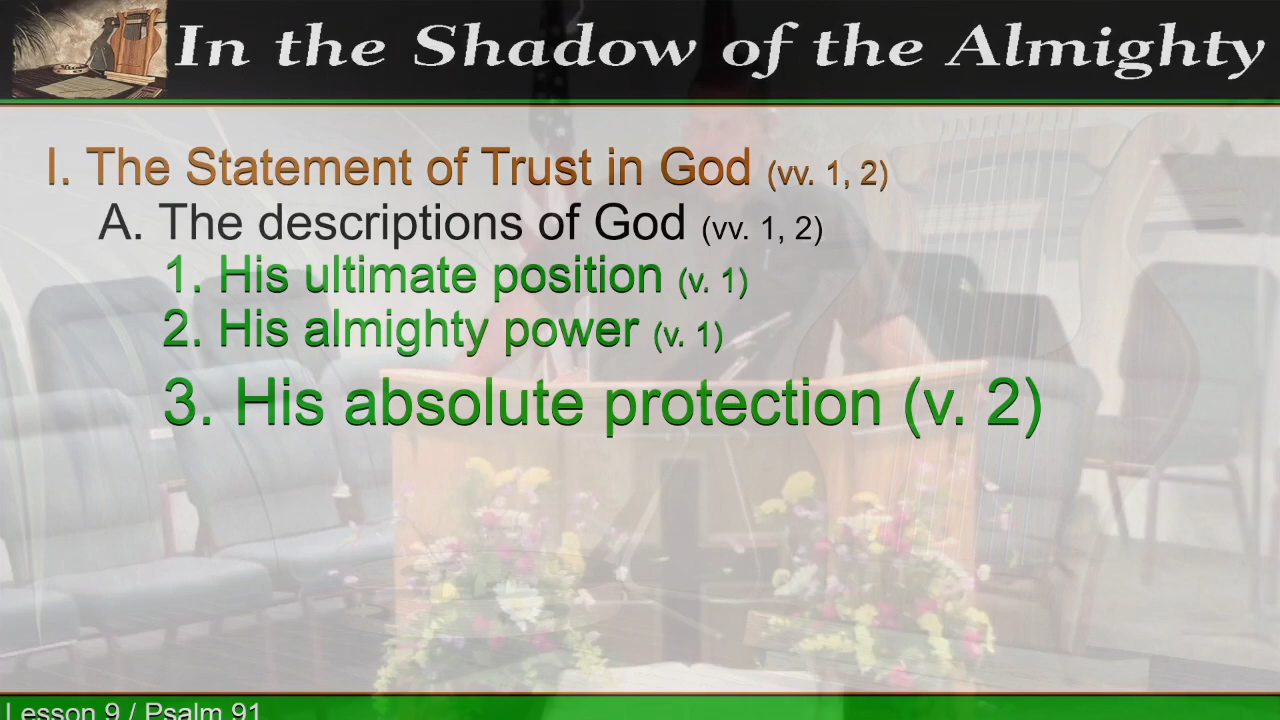 In the Shadow of the Almighty
I. The Statement of Trust in God (vv. 1, 2)
A. The descriptions of God (vv. 1, 2)
1. His ultimate position (v. 1)
2. His almighty power (v. 1)
3. His absolute protection (v. 2)
Lesson 9 / Psalm 91